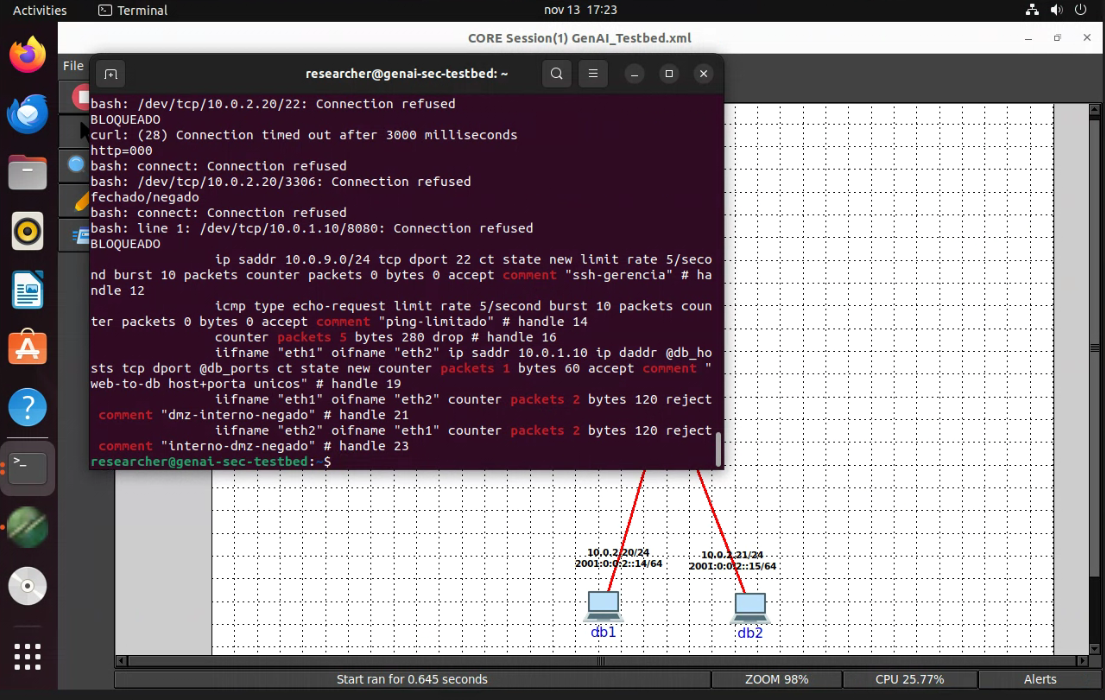 Activities
Terminal
nov 13 17:23
CORE Session(1) GenAI_Testbed.xml
File
researcher@genai-sec-testbed: ~
bash: /dev/tcp/10.0.2.20/22: Connection refused
BLOQUEADO
curl: (28) Connection timed out after 3000 milliseconds
http=000
bash: connect: Connection refused
bash: /dev/tcp/10.0.2.20/3306: Connection refused
fechado/negado
bash: connect: Connection refused
bash: line 1: /dev/tcp/10.0.1.10/8080: Connection refused
BLOQUEADO
ip saddr 10.0.9.0/24 tcp dport 22 ct state new limit rate 5/seco
nd burst 10 packets counter packets 0 bytes 0 accept comment "ssh-gerencia" # ha
ndle 12
icmp type echo-request limit rate 5/second burst 10 packets coun
ter packets 0 bytes 0 accept comment "ping-limitado" # handle 14
counter packets 5 bytes 280 drop # handle 16
iifname "eth1" oifname "eth2" ip saddr 10.0.1.10 ip daddr @db_ho
sts tcp dport @db_ports ct state new counter packets 1 bytes 60 accept comment "
web-to-db host+porta unicos" # handle 19
iifname "eth1" oifname "eth2" counter packets 2 bytes 120 reject
comment "dmz-interno-negado" # handle 21
iifname "eth2" oifname "eth1" counter packets 2 bytes 120 reject
comment "interno-dmz-negado" # handle 23
researcher@genai-sec-testbed:~$
10.0.2.20/24
2001:0:0:2::14/64
10.0.2.21/24
2001:0:0:2::15/64
db1
db2
Start ran for 0.645 seconds
ZOOM 98%
CPU 25.77%
Alerts